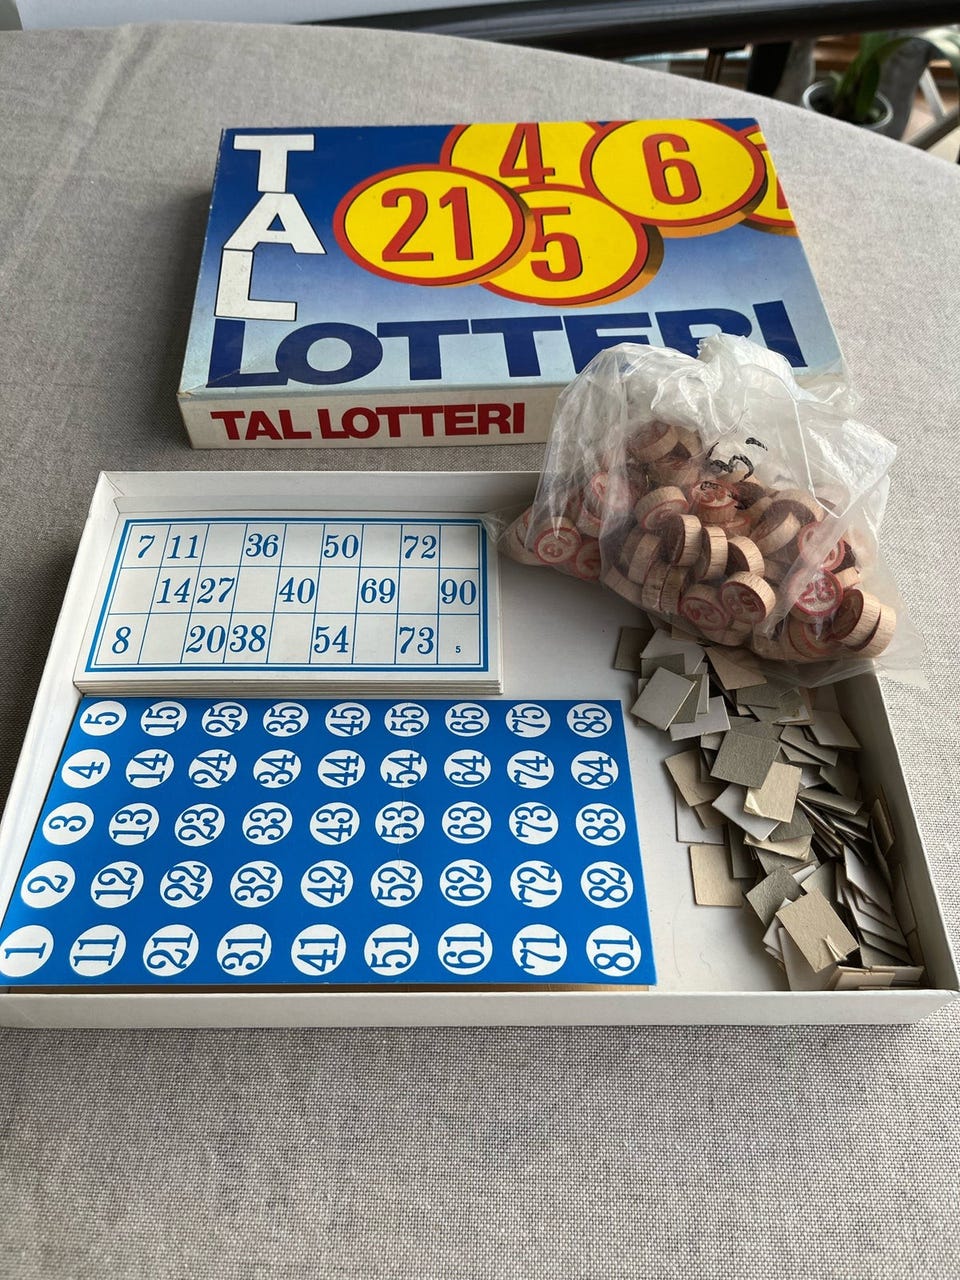 TAL
4 6
21 5
LOTTERI
TAL LOTTERI
7 11 36 50 72
14 27 40 69 90
8 20 38 54 73
5
5 15 25 35 45 55 65 75 85
4 14 24 34 44 54 64 74 84
3 13 23 33 43 53 63 73 83
2 12 22 32 42 52 62 72 82
1 11 21 31 41 51 61 71 81